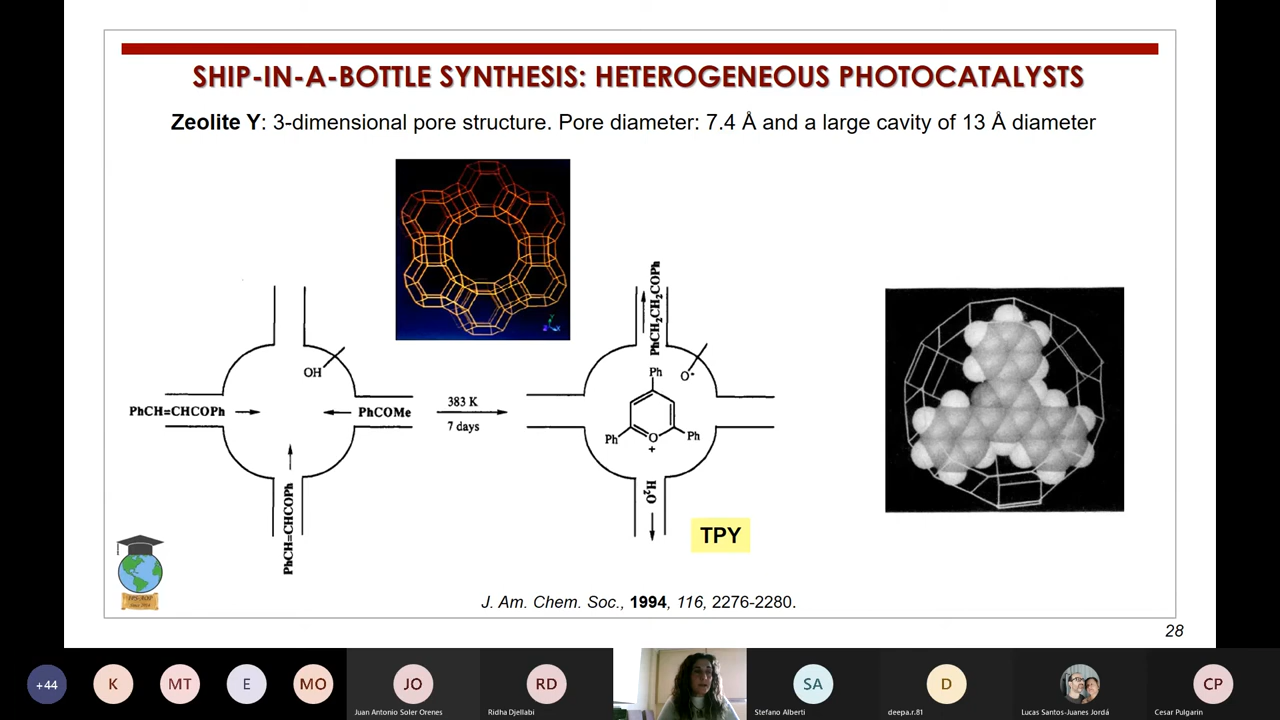 SHIP-IN-A-BOTTLE SYNTHESIS: HETEROGENEOUS PHOTOCATALYSTS
Zeolite Y: 3-dimensional pore structure. Pore diameter: 7.4 Å and a large cavity of 13 Å diameter
OH
PhCH=CHCOPh
PhCOMe
PhCH=CHCOPh
383 K
7 days
PhCH2CH2COPh
O-
Ph
Ph
O
Ph
+
H2O
TPY
J. Am. Chem. Soc., 1994, 116, 2276-2280.
28
+44
K
MT
E
MO
JO
Juan Antonio Soler Orenes
RD
Ridha Djellabi
SA
Stefano Alberti
D
deepa.r.81
Lucas Santos-Juanes Jordá
CP
Cesar Pulgarin